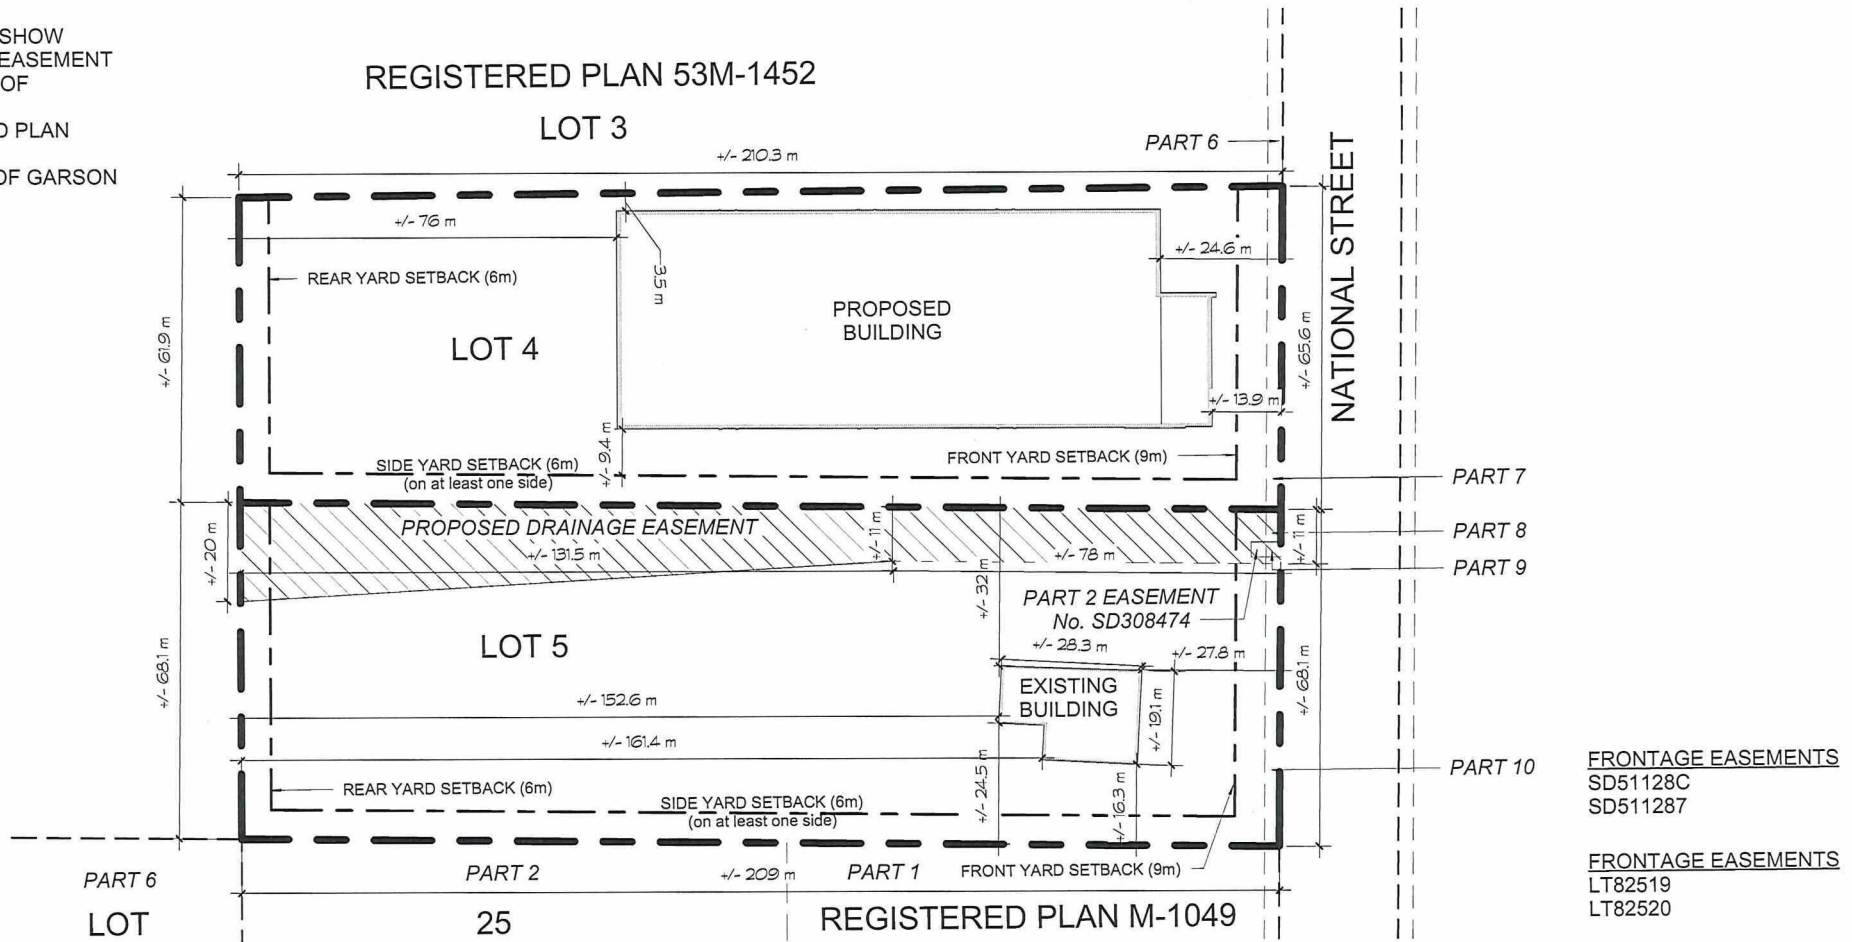 SHOW
EASEMENT
OF
PLAN
OF GARSON
REGISTERED PLAN 53M-1452
LOT 3
+/- 210.3 m
PART 6
NATIONAL STREET
+/- 76 m
3.5 m
+/- 24.6 m
REAR YARD SETBACK (6m)
PROPOSED
BUILDING
LOT 4
+/- 61.9 m
+/- 65.6 m
+/- 13.9 m
+/- 9.4 m
SIDE YARD SETBACK (6m)
(on at least one side)
FRONT YARD SETBACK (9m)
PART 7
PROPOSED DRAINAGE EASEMENT
+/- 20 m
+/- 131.5 m
+/- 11 m
+/- 78 m
+/- 11 m
PART 8
PART 9
+/- 32 m
PART 2 EASEMENT
No. SD308474
LOT 5
+/- 28.3 m
+/- 27.8 m
+/- 68.1 m
+/- 68.1 m
EXISTING
BUILDING
+/- 19.1 m
+/- 152.6 m
+/- 161.4 m
+/- 24.5 m
+/- 16.3 m
REAR YARD SETBACK (6m)
SIDE YARD SETBACK (6m)
(on at least one side)
PART 10
FRONTAGE EASEMENTS
SD51128C
SD511287
FRONTAGE EASEMENTS
LT82519
LT82520
PART 6
PART 2
+/- 209 m
PART 1
FRONT YARD SETBACK (9m)
LOT
25
REGISTERED PLAN M-1049